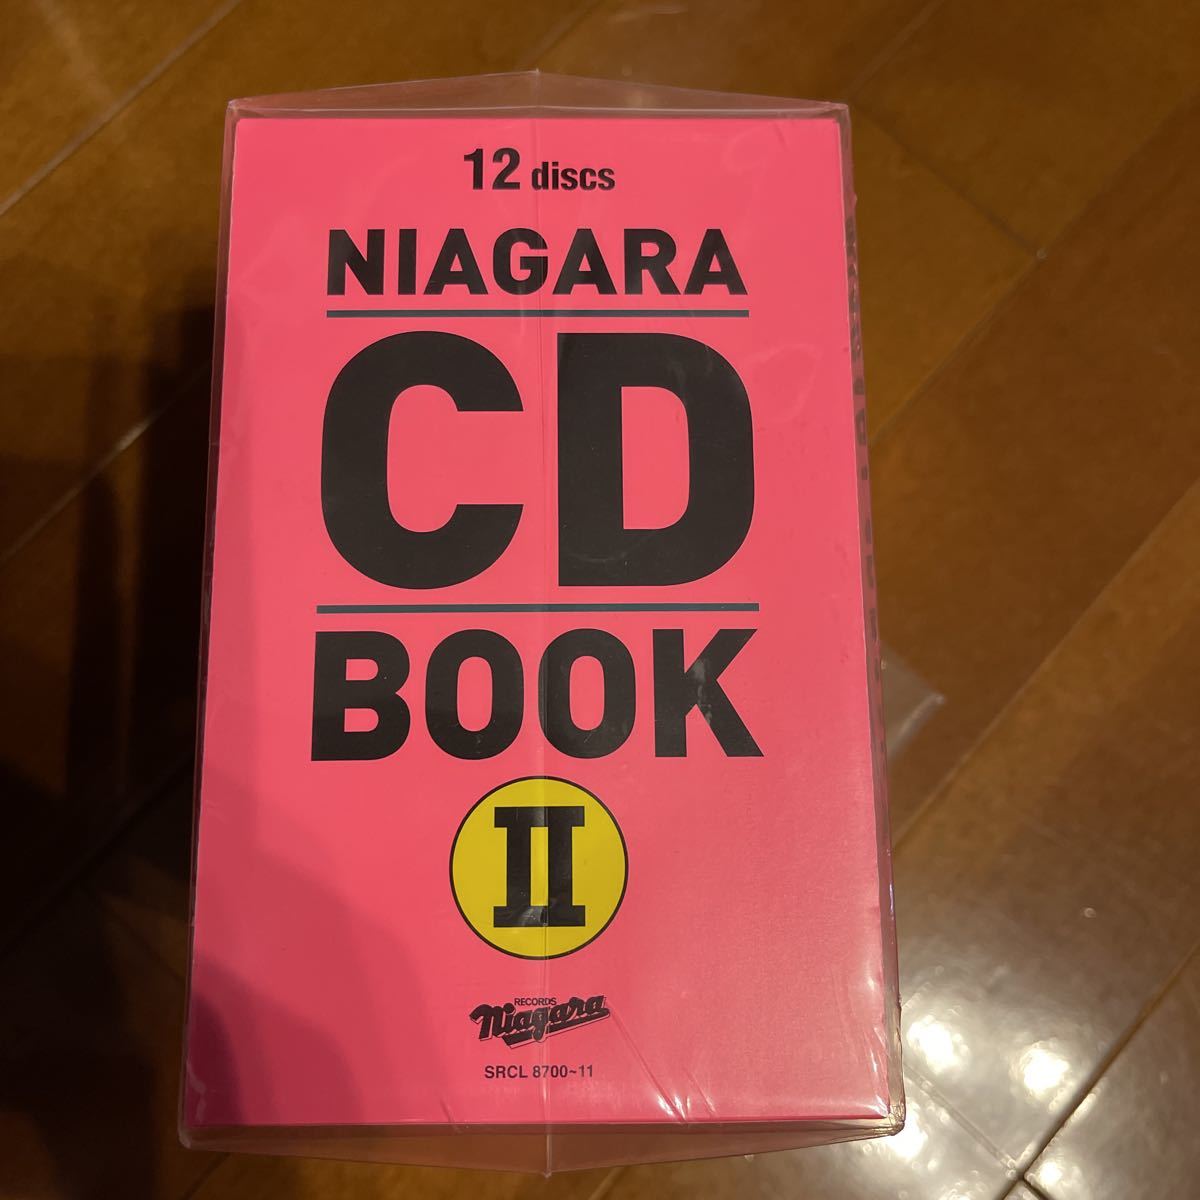 12 discs
NIAGARA
CD
BOOK
II
RECORDS
Niagara
SRCL 8700~11